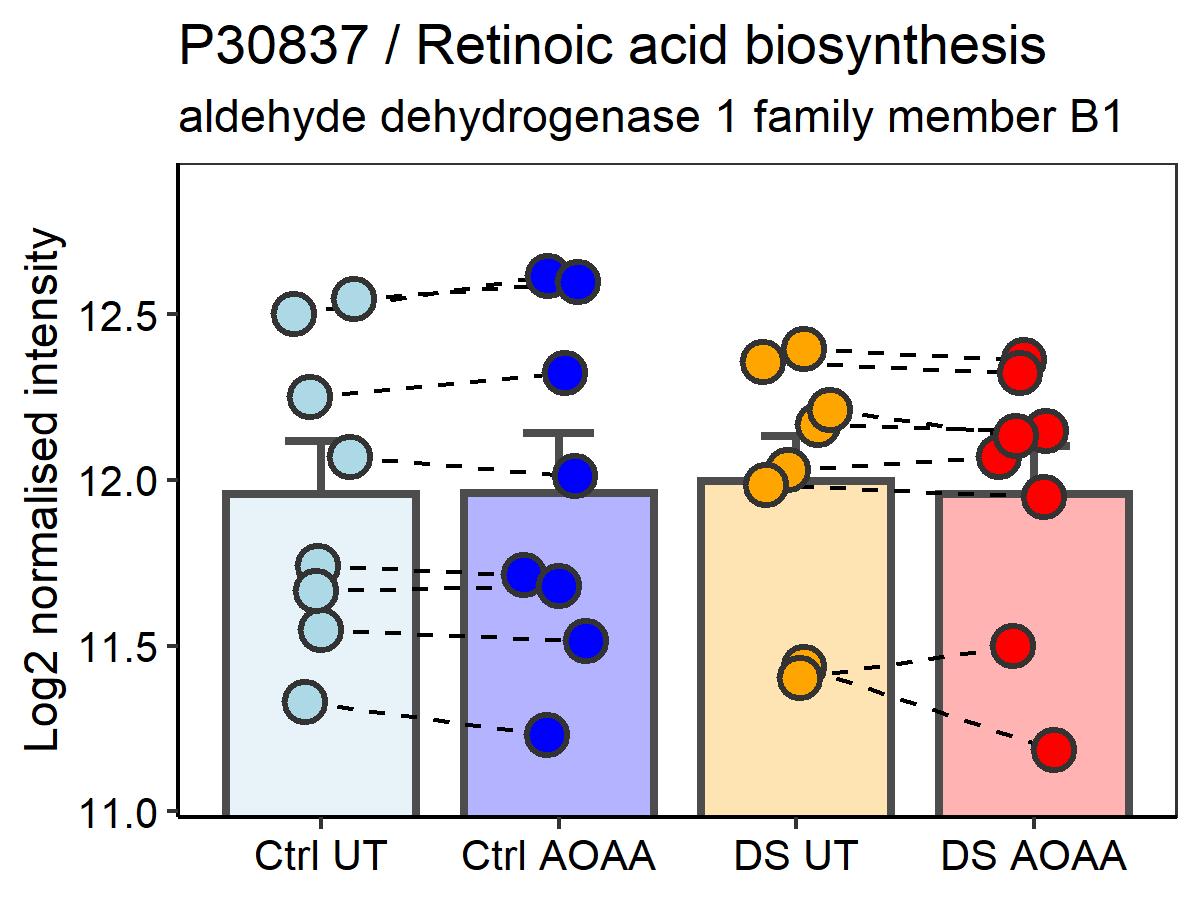 P30837 / Retinoic acid biosynthesis
aldehyde dehydrogenase 1 family member B1
Log2 normalised intensity
12.5
12.0
11.5
11.0
Ctrl UT
Ctrl AOAA
DS UT
DS AOAA